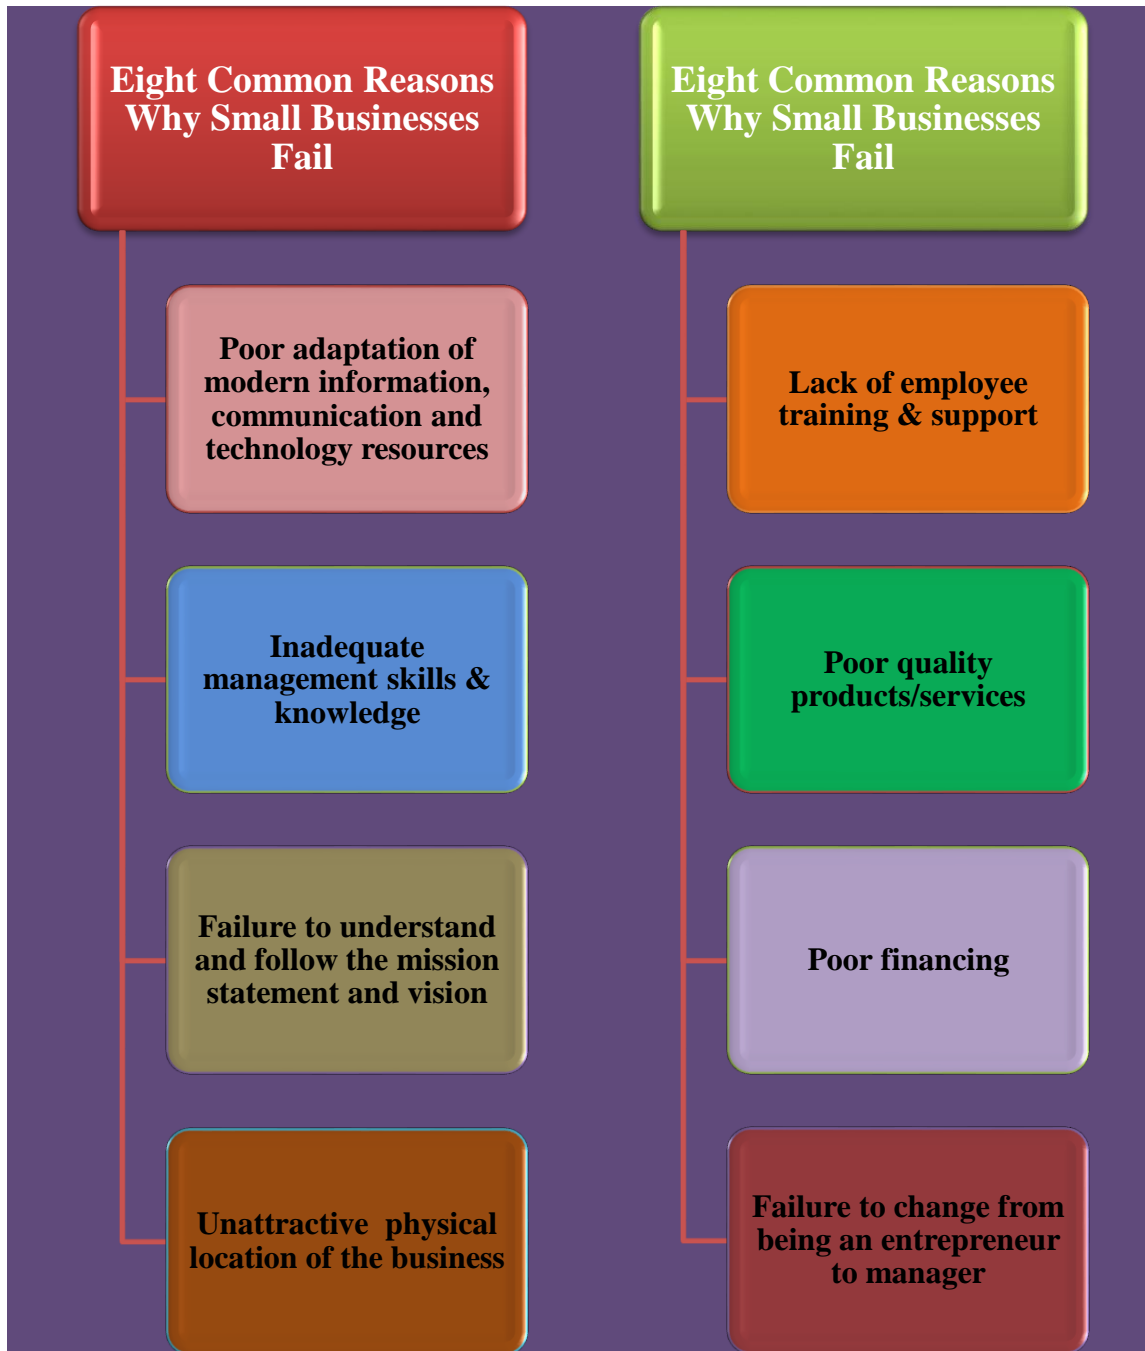 Eight Common Reasons
Why Small Businesses
Fail
Poor adaptation of
modern information,
communication and
technology resources
Inadequate
management skills &
knowledge
Failure to understand
and follow the mission
statement and vision
Unattractive physical
location of the business
Eight Common Reasons
Why Small Businesses
Fail
Lack of employee
training & support
Poor quality
products/services
Poor financing
Failure to change from
being an entrepreneur
to manager